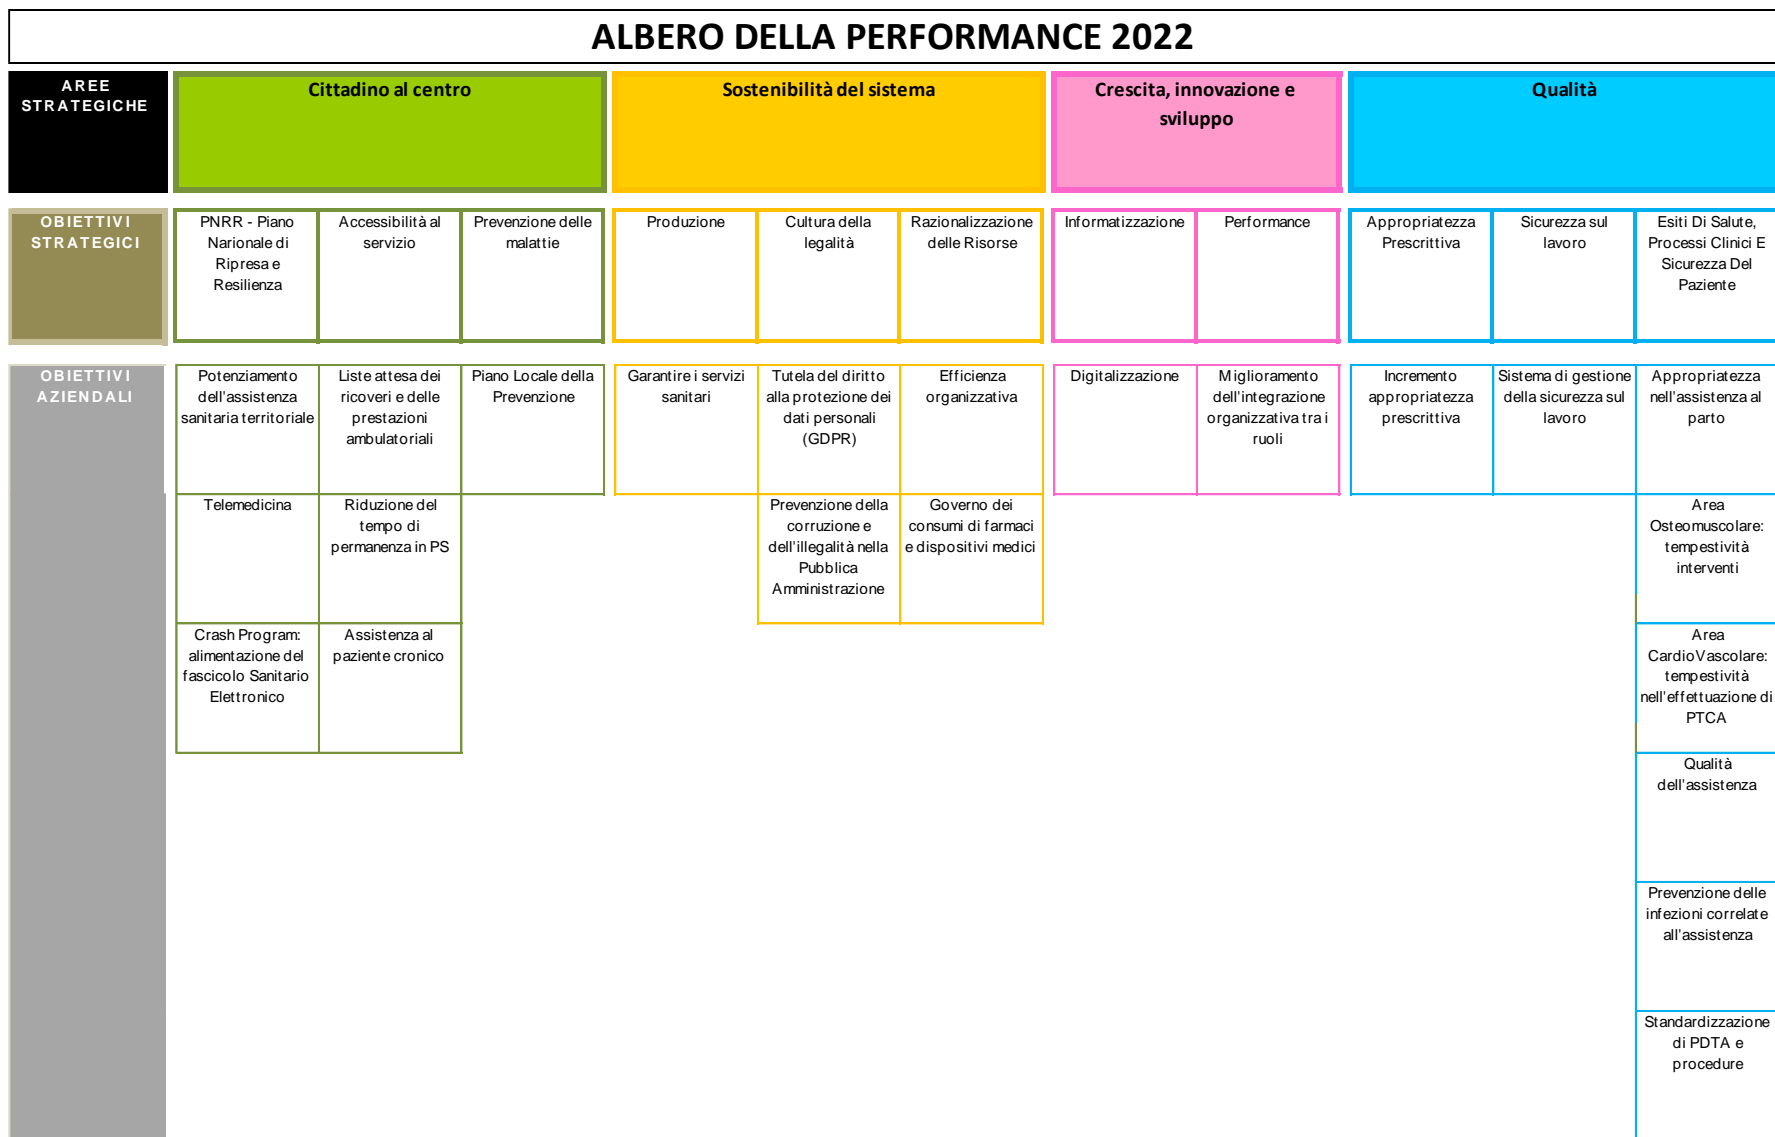 ALBERO DELLA PERFORMANCE 2022
AREE
STRATEGICHE
Cittadino al centro
Sostenibilità del sistema
Crescita, innovazione e
sviluppo
Qualità
OBIETTIVI
STRATEGICI
PNRR - Piano
Narionale di
Ripresa e
Resilienza
Accessibilità al
servizio
Prevenzione delle
malattie
Produzione
Cultura della
legalità
Razionalizzazione
delle Risorse
Informatizzazione
Performance
Appropriatezza
Prescrittiva
Sicurezza sul
lavoro
Esiti Di Salute,
Processi Clinici E
Sicurezza Del
Paziente
OBIETTIVI
AZIENDALI
Potenziamento
dell'assistenza
sanitaria territoriale
Liste attesa dei
ricoveri e delle
prestazioni
ambulatoriali
Piano Locale della
Prevenzione
Garantire i servizi
sanitari
Tutela del diritto
alla protezione dei
dati personali
(GDPR)
Efficienza
organizzativa
Digitalizzazione
Miglioramento
dell'integrazione
organizzativa tra i
ruoli
Incremento
appropriatezza
prescrittiva
Sistema di gestione
della sicurezza sul
lavoro
Appropriatezza
nell'assistenza al
parto
Telemedicina
Riduzione del
tempo di
permanenza in PS
Prevenzione della
corruzione e
dell'illegalità nella
Pubblica
Amministrazione
Governo dei
consumi di farmaci
e dispositivi medici
Area
Osteomuscolare:
tempestività
interventi
Crash Program:
alimentazione del
fascicolo Sanitario
Elettronico
Assistenza al
paziente cronico
Area
CardioVascolare:
tempestività
nell'effettuazione di
PTCA
Qualità
dell'assistenza
Prevenzione delle
infezioni correlate
all'assistenza
Standardizzazione
di PDTA e
procedure